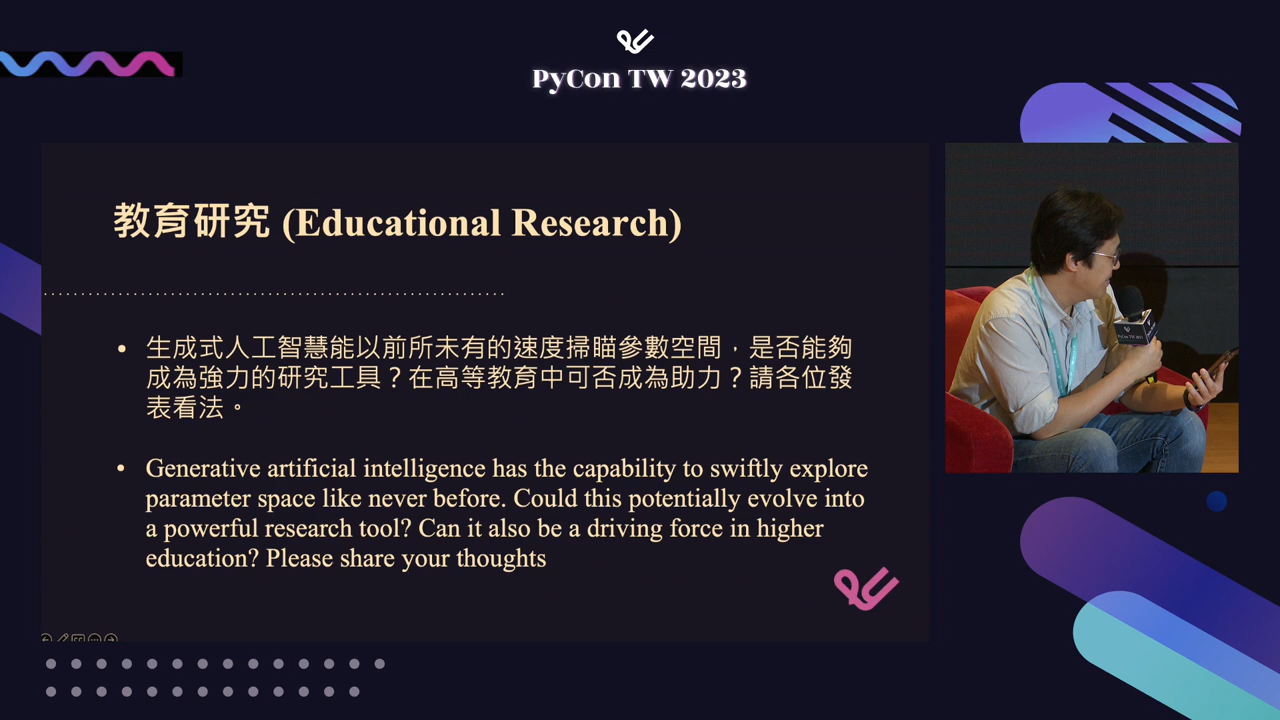 PyCon TW 2023
教育研究 (Educational Research)
• 生成式人工智慧能以前所未有的速度掃瞄參數空間，是否能夠
成為強力的研究工具？在高等教育中可否成為助力？請各位發
表看法。
• Generative artificial intelligence has the capability to swiftly explore
parameter space like never before. Could this potentially evolve into
a powerful research tool? Can it also be a driving force in higher
education? Please share your thoughts